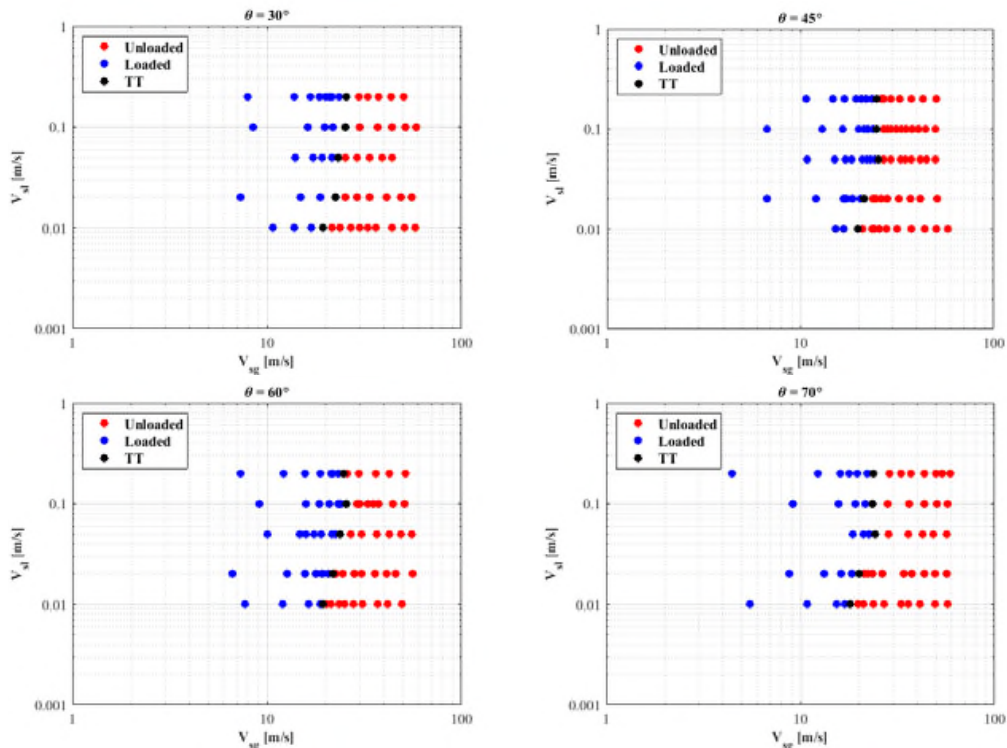 θ = 30°
Unloaded
Loaded
TT
1
0.1
0.01
0.001
V_sl [m/s]
1
10
100
V_sg [m/s]
θ = 45°
Unloaded
Loaded
TT
1
0.1
0.01
0.001
V_sl [m/s]
1
10
100
V_sg [m/s]
θ = 60°
Unloaded
Loaded
TT
1
0.1
0.01
0.001
V_sl [m/s]
1
10
100
V_sg [m/s]
θ = 70°
Unloaded
Loaded
TT
1
0.1
0.01
0.001
V_sl [m/s]
1
10
100
V_sg [m/s]